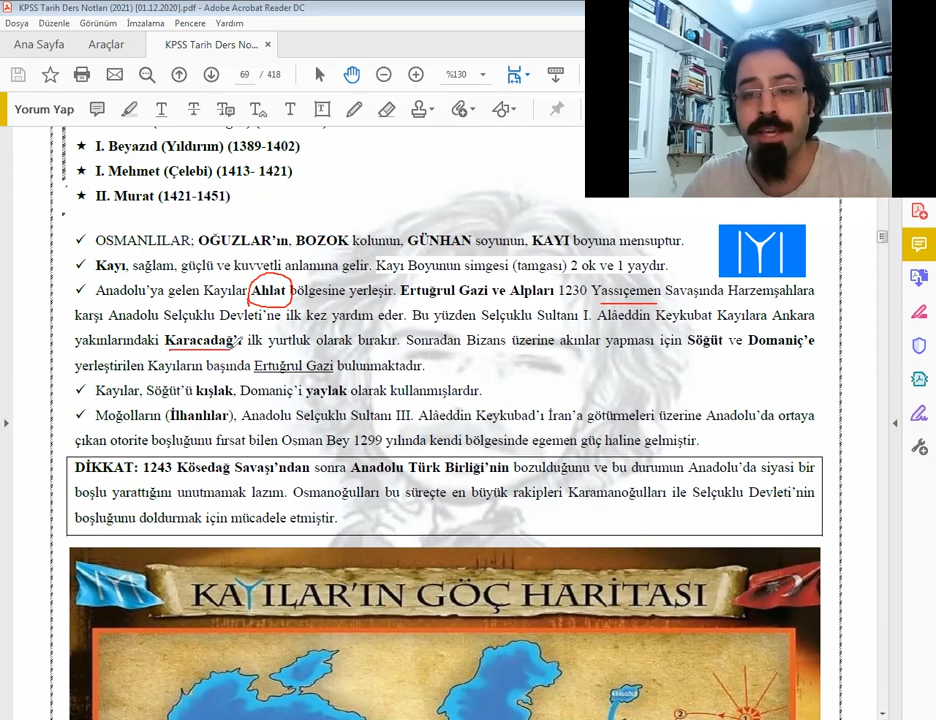 KPSS Tarih Ders Notları (2021) [01.12.2020].pdf - Adobe Acrobat Reader DC
Dosya Düzenle Görünüm İmzalama Pencere Yardım
Ana Sayfa Araçlar KPSS Tarih Ders No... ×
69 / 418 %130
Yorum Yap
★ I. Beyazıd (Yıldırım) (1389-1402)
★ I. Mehmet (Çelebi) (1413- 1421)
★ II. Murat (1421-1451)
✓ OSMANLILAR; OĞUZLAR'ın, BOZOK kolunun, GÜNHAN soyunun, KAYI boyuna mensuptur.
✓ Kayı, sağlam, güçlü ve kuvvetli anlamına gelir. Kayı Boyunun simgesi (tamgası) 2 ok ve 1 yaydır.
✓ Anadolu'ya gelen Kayılar Ahlat bölgesine yerleşir. Ertuğrul Gazi ve Alpları 1230 Yassıçemen Savaşında Harzemşahlara
karşı Anadolu Selçuklu Devleti'ne ilk kez yardım eder. Bu yüzden Selçuklu Sultanı I. Alâeddin Keykubat Kayılara Ankara
yakınlarındaki Karacadağ'ı ilk yurtluk olarak bırakır. Sonradan Bizans üzerine akınlar yapması için Söğüt ve Domaniç'e
yerleştirilen Kayıların başında Ertuğrul Gazi bulunmaktadır.
✓ Kayılar, Söğüt'ü kışlak, Domaniç'i yaylak olarak kullanmışlardır.
✓ Moğolların (İlhanlılar), Anadolu Selçuklu Sultanı III. Alâeddin Keykubad'ı İran'a götürmeleri üzerine Anadolu'da ortaya
çıkan otorite boşluğunu fırsat bilen Osman Bey 1299 yılında kendi bölgesinde egemen güç haline gelmiştir.
DİKKAT: 1243 Kösedağ Savaşı'ndan sonra Anadolu Türk Birliği'nin bozulduğunu ve bu durumun Anadolu'da siyasi bir
boşlu yarattığını unutmamak lazım. Osmanoğulları bu süreçte en büyük rakipleri Karamanoğulları ile Selçuklu Devleti'nin
boşluğunu doldurmak için mücadele etmiştir.
KAYILAR'IN GÖÇ HARİTASI
ARALGÖLÜ
2
1